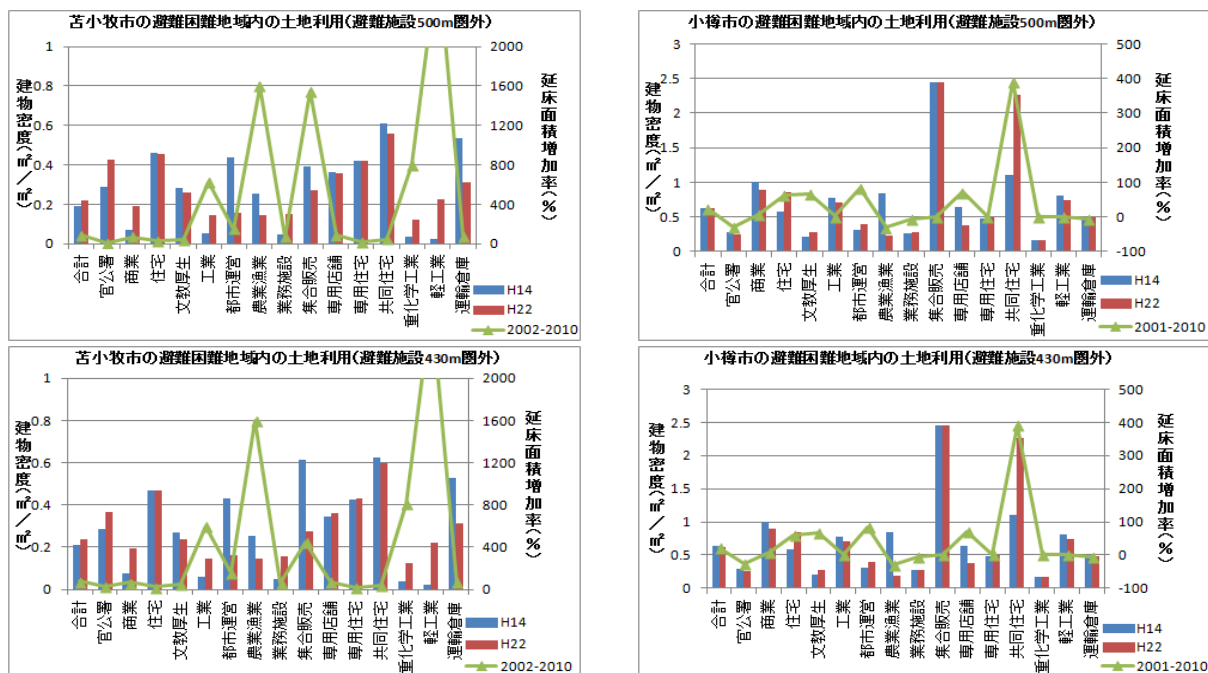 苫小牧市の避難困難地域内の土地利用(避難施設500m圏外)
建物密度(㎡／㎡)
1
0.8
0.6
0.4
0.2
0
延床面積増加率(%)
2000
1600
1200
800
400
0
合計
官公署
商業
住宅
文教厚生
工業
都市運営
農業漁業
業務施設
集合販売
専用店舗
専用住宅
共同住宅
重化学工業
軽工業
運輸倉庫
H14
H22
2002-2010
小樽市の避難困難地域内の土地利用(避難施設500m圏外)
建物密度(㎡／㎡)
3
2.5
2
1.5
1
0.5
0
延床面積増加率(%)
500
400
300
200
100
0
-100
合計
官公署
商業
住宅
文教厚生
工業
都市運営
農業漁業
業務施設
集合販売
専用店舗
専用住宅
共同住宅
重化学工業
軽工業
運輸倉庫
H14
H22
2001-2010
苫小牧市の避難困難地域内の土地利用(避難施設430m圏外)
建物密度(㎡／㎡)
1
0.8
0.6
0.4
0.2
0
延床面積増加率(%)
2000
1600
1200
800
400
0
合計
官公署
商業
住宅
文教厚生
工業
都市運営
農業漁業
業務施設
集合販売
専用店舗
専用住宅
共同住宅
重化学工業
軽工業
運輸倉庫
H14
H22
2002-2010
小樽市の避難困難地域内の土地利用(避難施設430m圏外)
建物密度(㎡／㎡)
3
2.5
2
1.5
1
0.5
0
延床面積増加率(%)
500
400
300
200
100
0
-100
合計
官公署
商業
住宅
文教厚生
工業
都市運営
農業漁業
業務施設
集合販売
専用店舗
専用住宅
共同住宅
重化学工業
軽工業
運輸倉庫
H14
H22
2001-2010